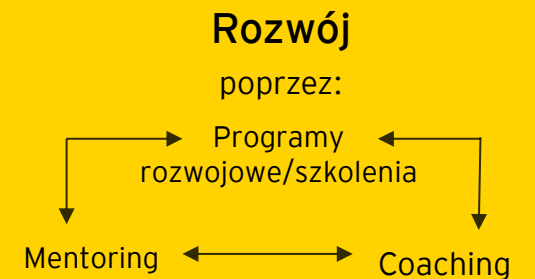 Rozwój
poprzez:
Programy
rozwojowe/szkolenia
Mentoring
Coaching